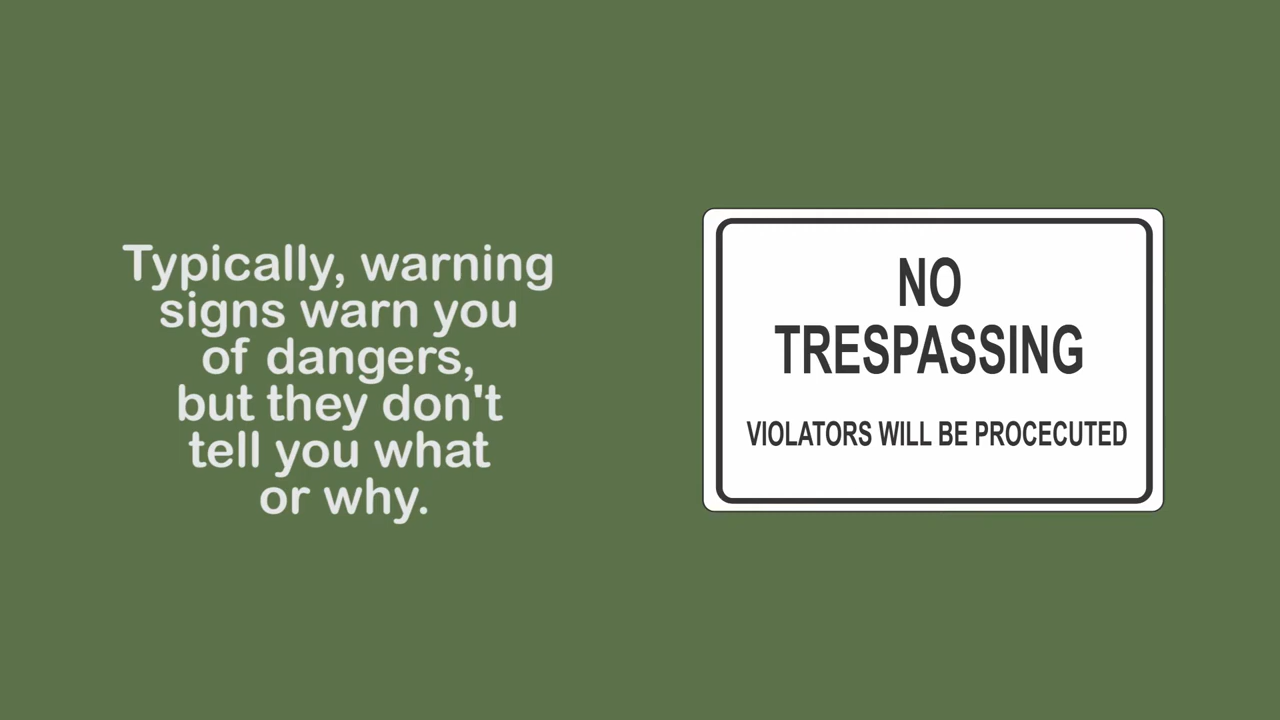 Typically, warning
signs warn you
of dangers,
but they don't
tell you what
or why.
NO
TRESPASSING
VIOLATORS WILL BE PROCECUTED